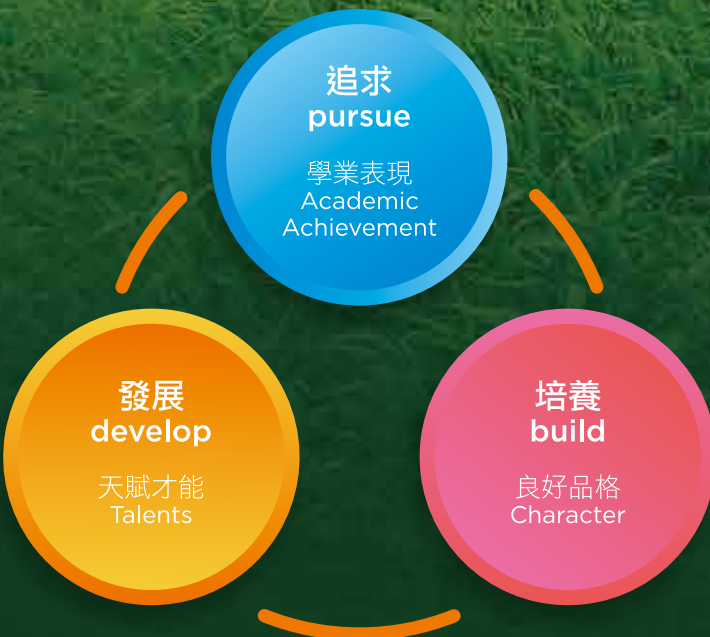 追求
pursue
學業表現
Academic
Achievement
發展
develop
天賦才能
Talents
培養
build
良好品格
Character